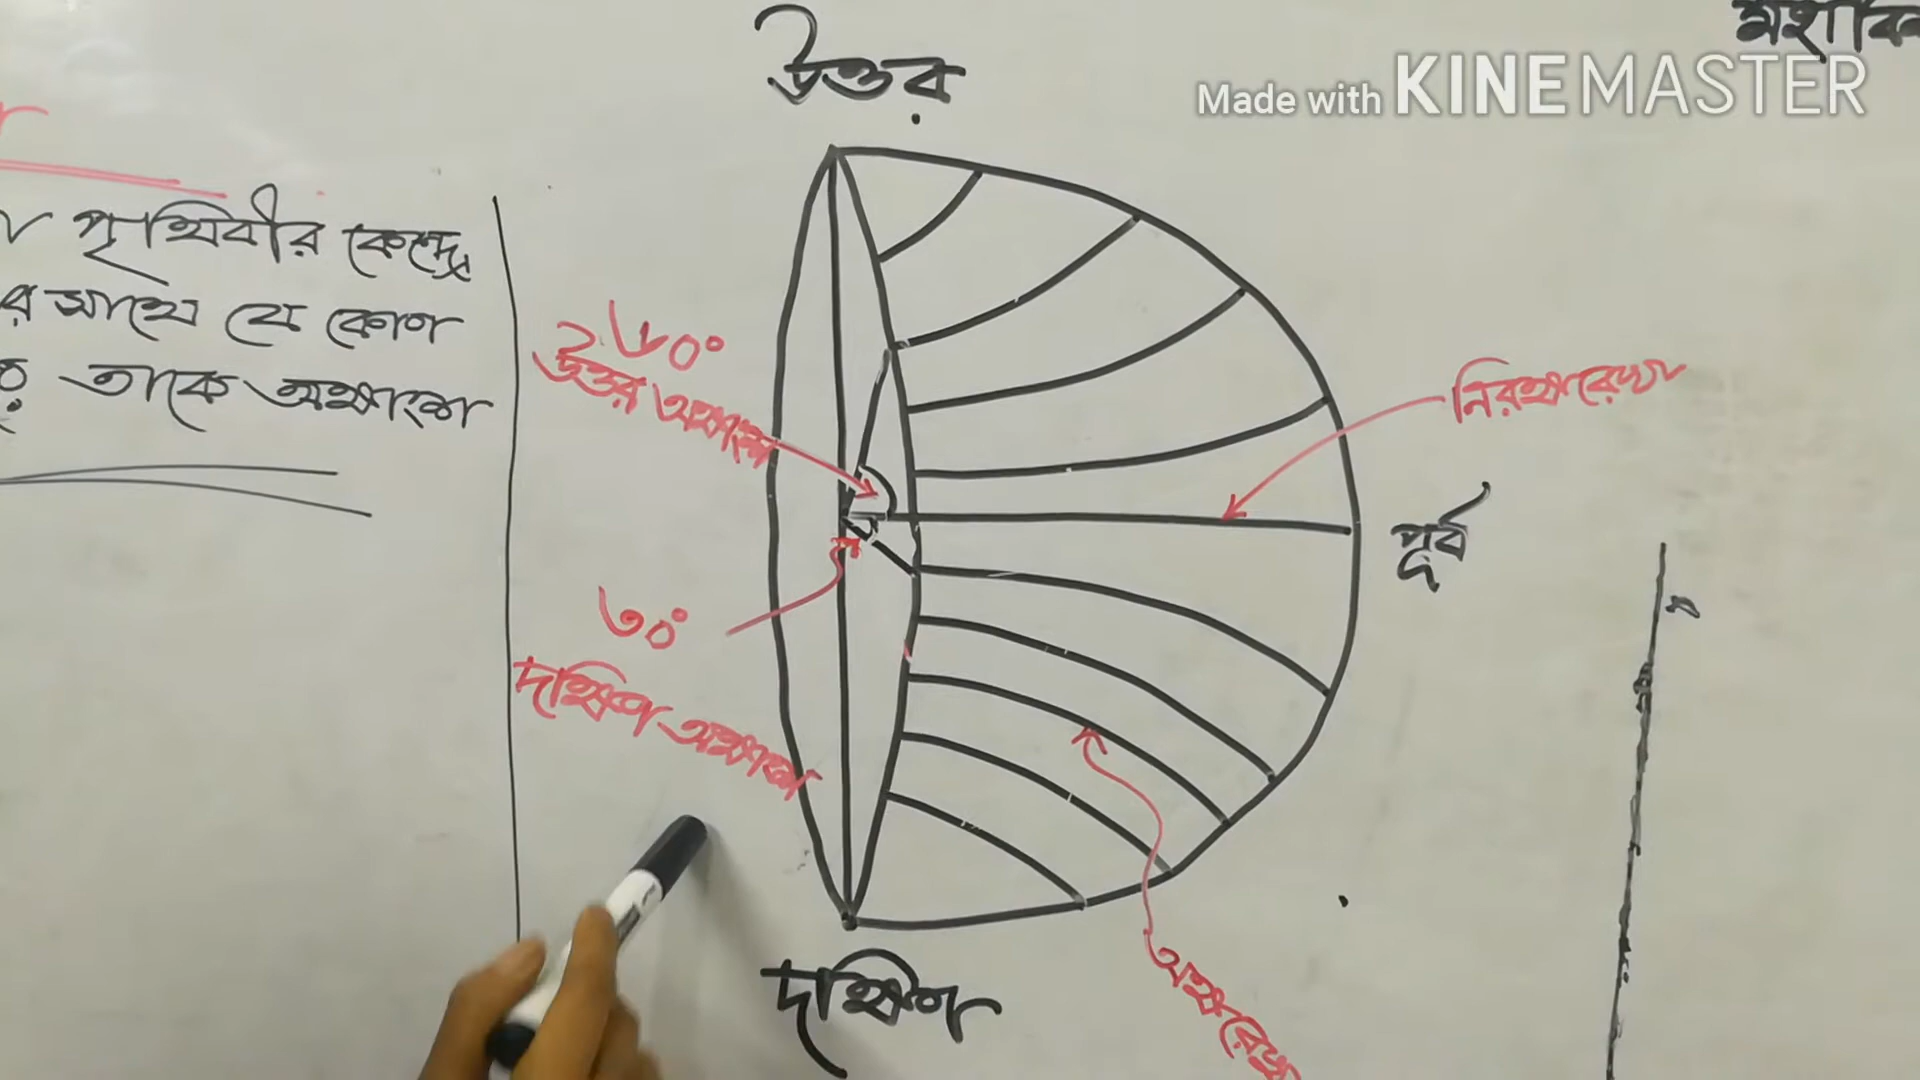 উত্তর
Made with KINEMASTER
পৃথিবীর কেন্দ্রে
র সাথে যে কোণ
তাকে অক্ষাংশ
৬০°
উত্তর অক্ষাংশ
নিরক্ষরেখা
পূর্ব
৩০°
দক্ষিণ অক্ষাংশ
দক্ষিণ
অক্ষরেখা